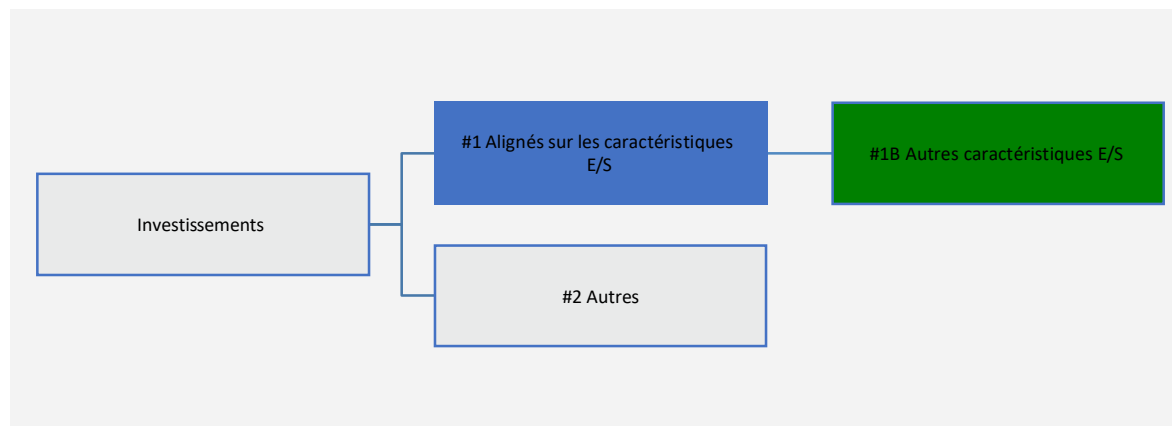 #1 Alignés sur les caractéristiques
E/S
#1B Autres caractéristiques E/S
Investissements
#2 Autres